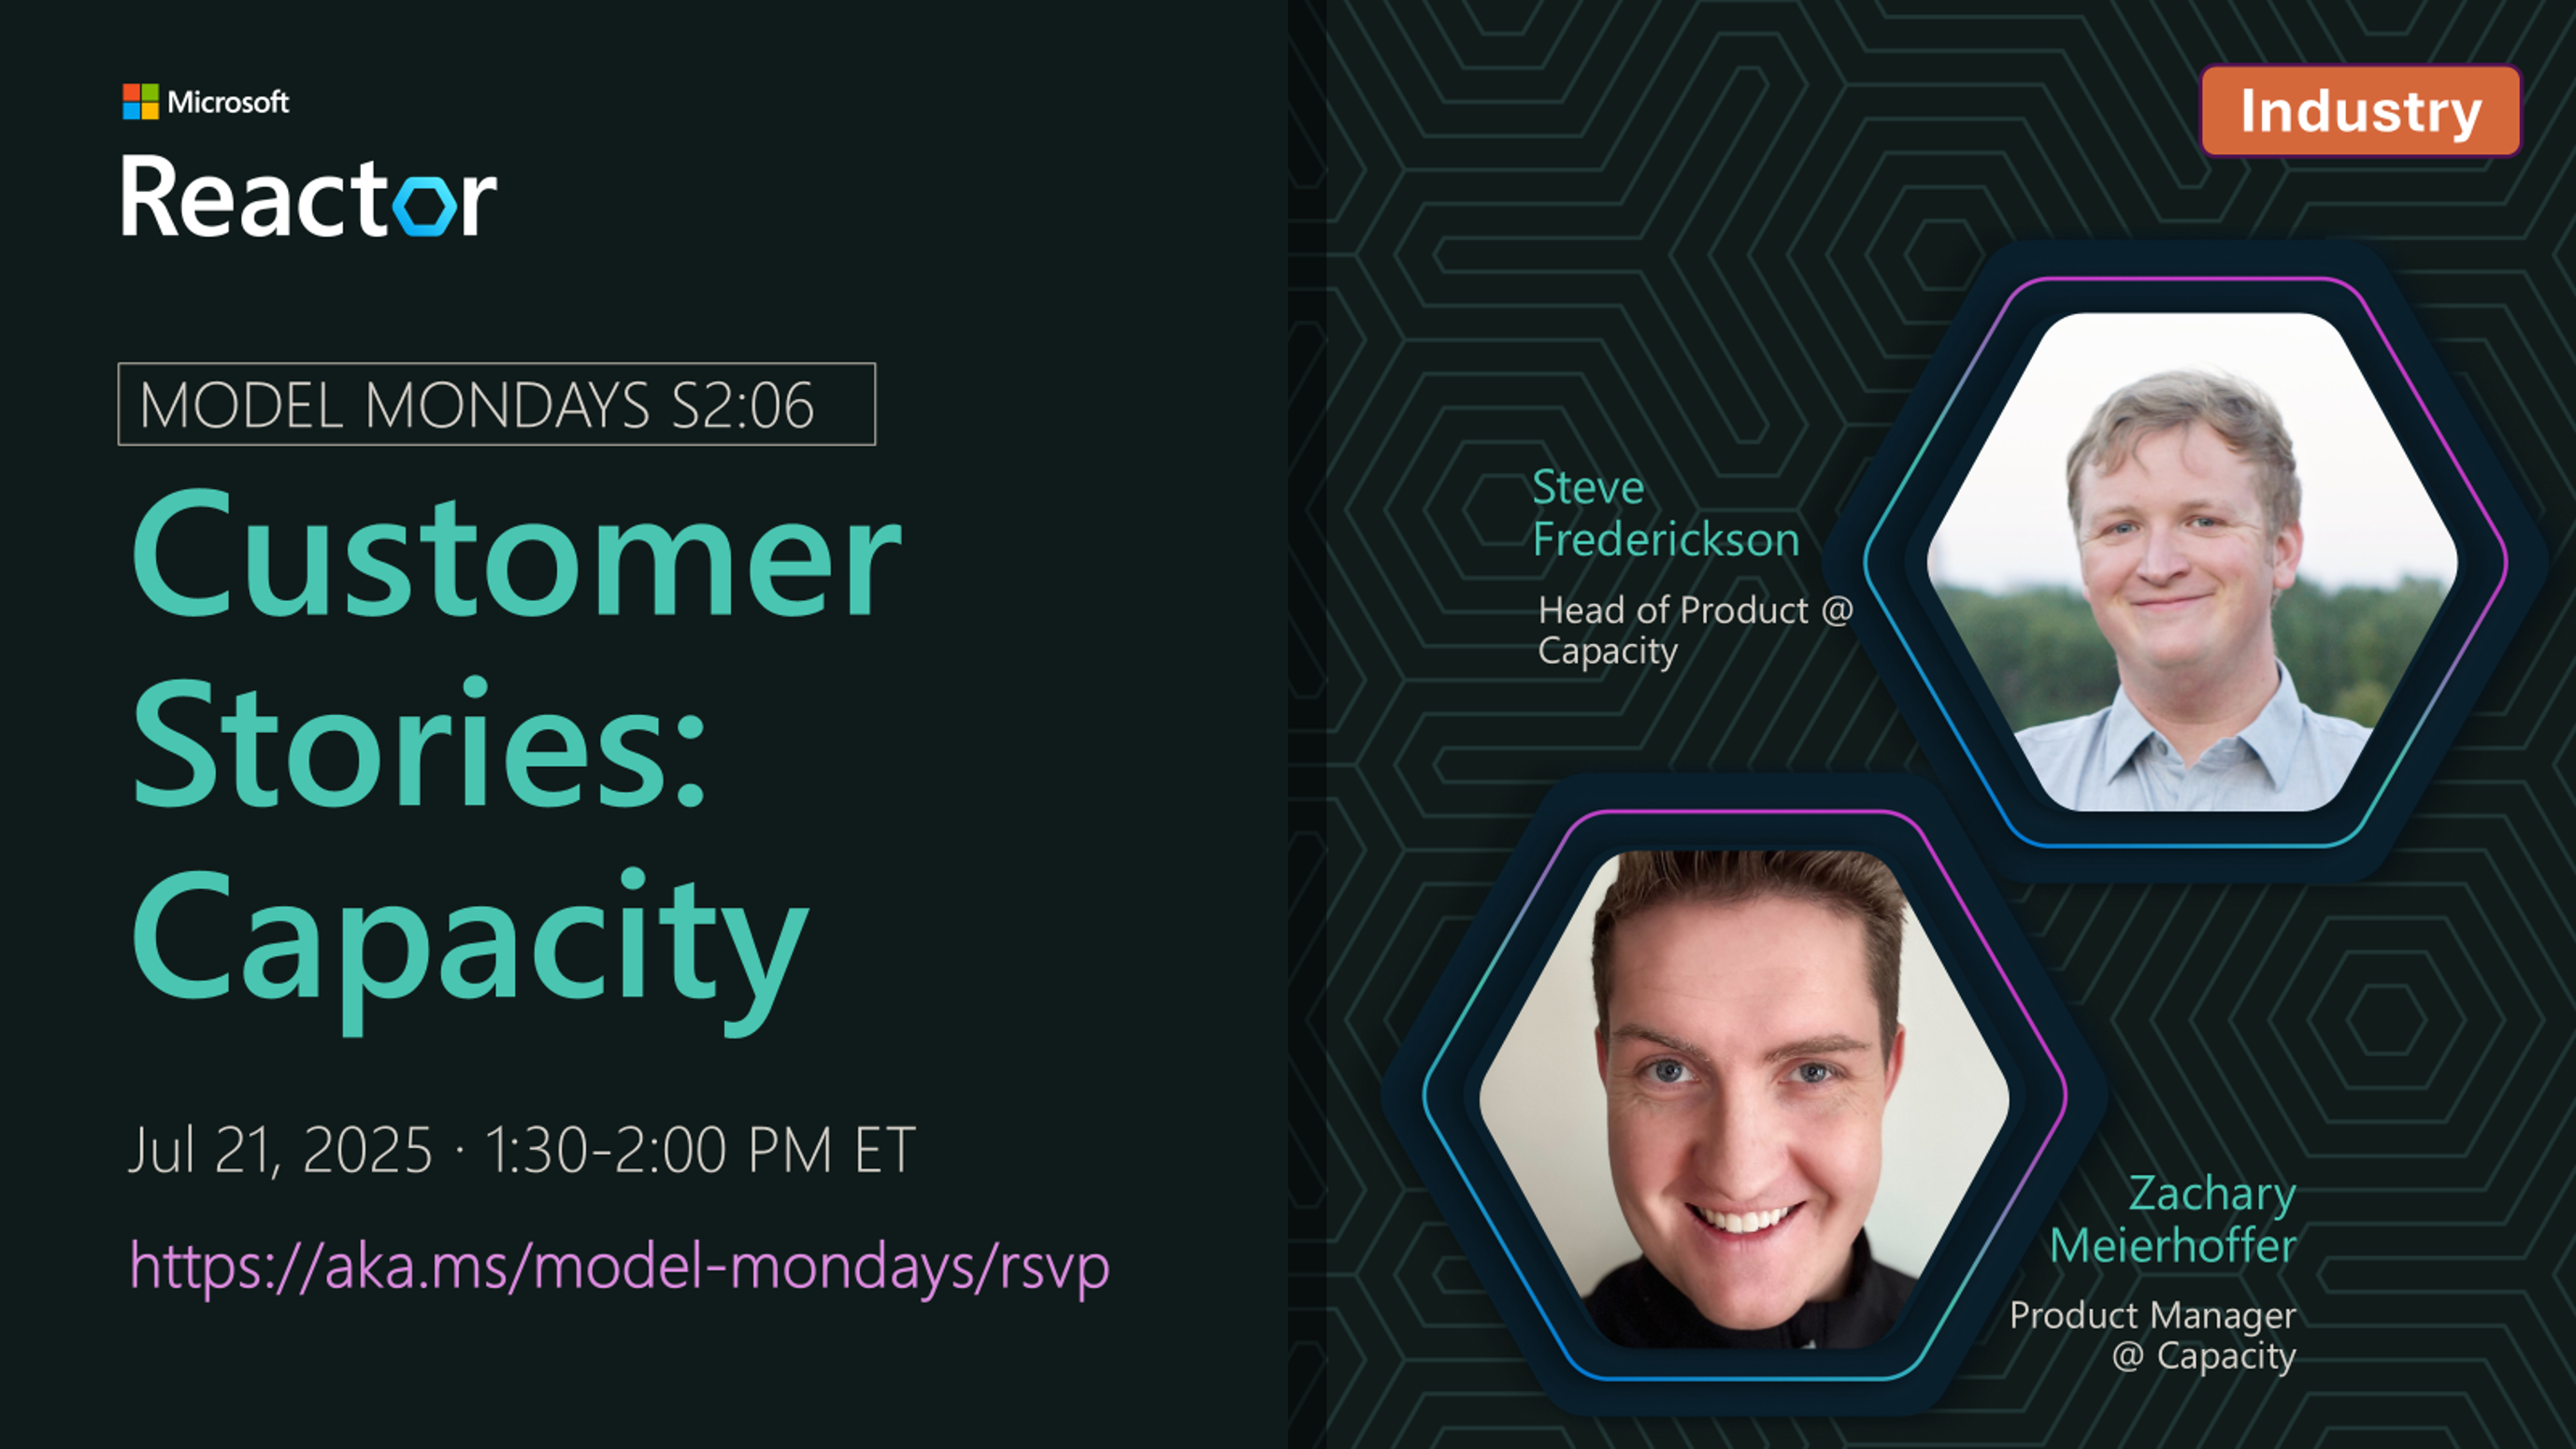 Microsoft
Reactor
MODEL MONDAYS S2:06
Customer
Stories:
Capacity
Jul 21, 2025 · 1:30-2:00 PM ET
https://aka.ms/model-mondays/rsvp
Industry
Steve
Frederickson
Head of Product @
Capacity
Zachary
Meierhoffer
Product Manager
@ Capacity